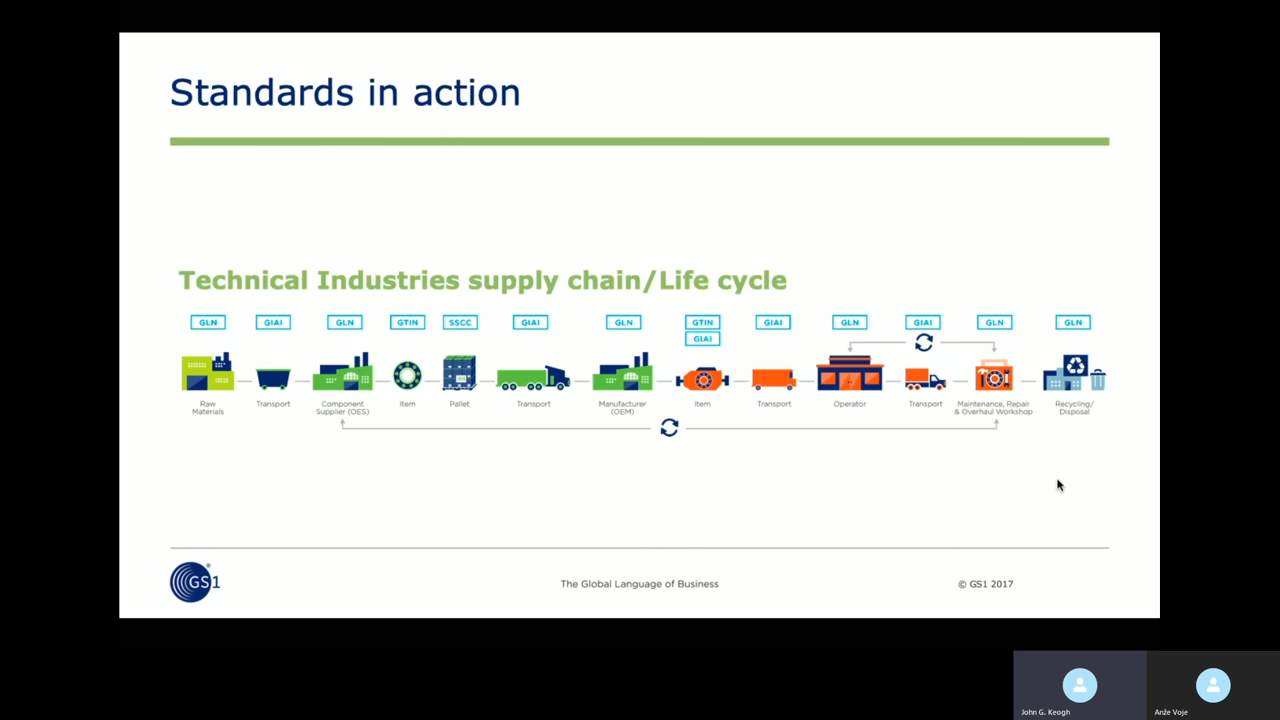 Standards in action
Technical Industries supply chain/Life cycle
GLN GIAI GLN GTIN SSCC GIAI GLN GTIN GIAI GLN GIAI GLN GLN
GIAI
Raw Transport Component Item Pallet Transport Manufacturer Item Transport Operator Transport Maintenance, Repair Recycling/
Materials Supplier (OES) (OEM) & Overhaul Workshop Disposal
GS1
The Global Language of Business
© GS1 2017
John G. Keogh
Anže Voje